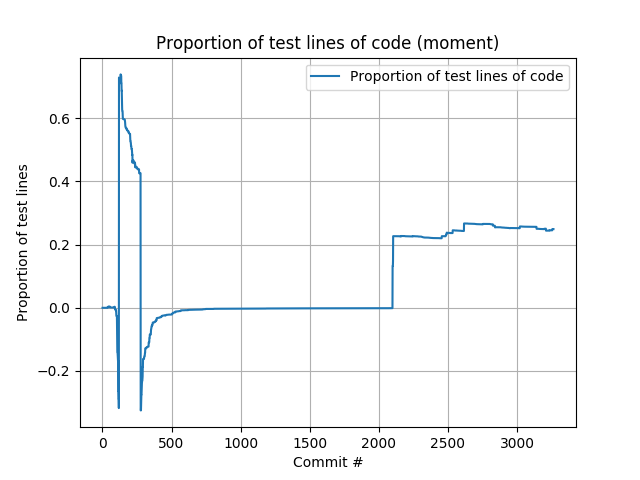 Proportion of test lines of code (moment)
Proportion of test lines of code
0.6
0.4
0.2
0.0
−0.2
Proportion of test lines
0 500 1000 1500 2000 2500 3000
Commit #